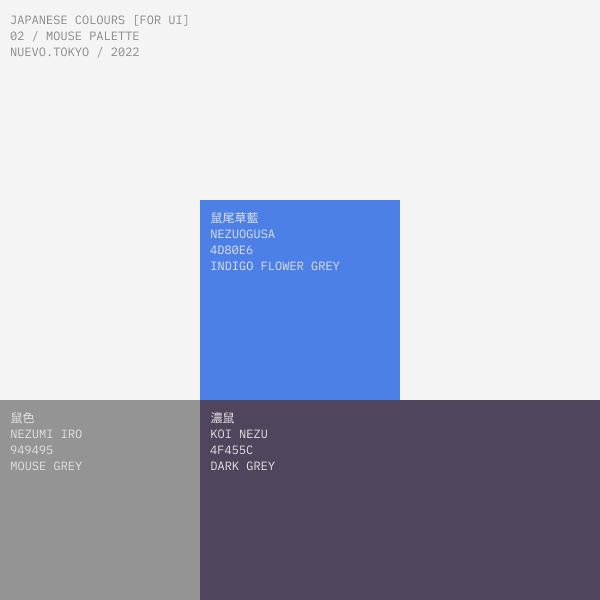 JAPANESE COLOURS [FOR UI]
02 / MOUSE PALETTE
NUEVO.TOKYO / 2022
鼠尾草藍
NEZUOGUSA
4D80E6
INDIGO FLOWER GREY
鼠色
NEZUMI IRO
949495
MOUSE GREY
濃鼠
KOI NEZU
4F455C
DARK GREY